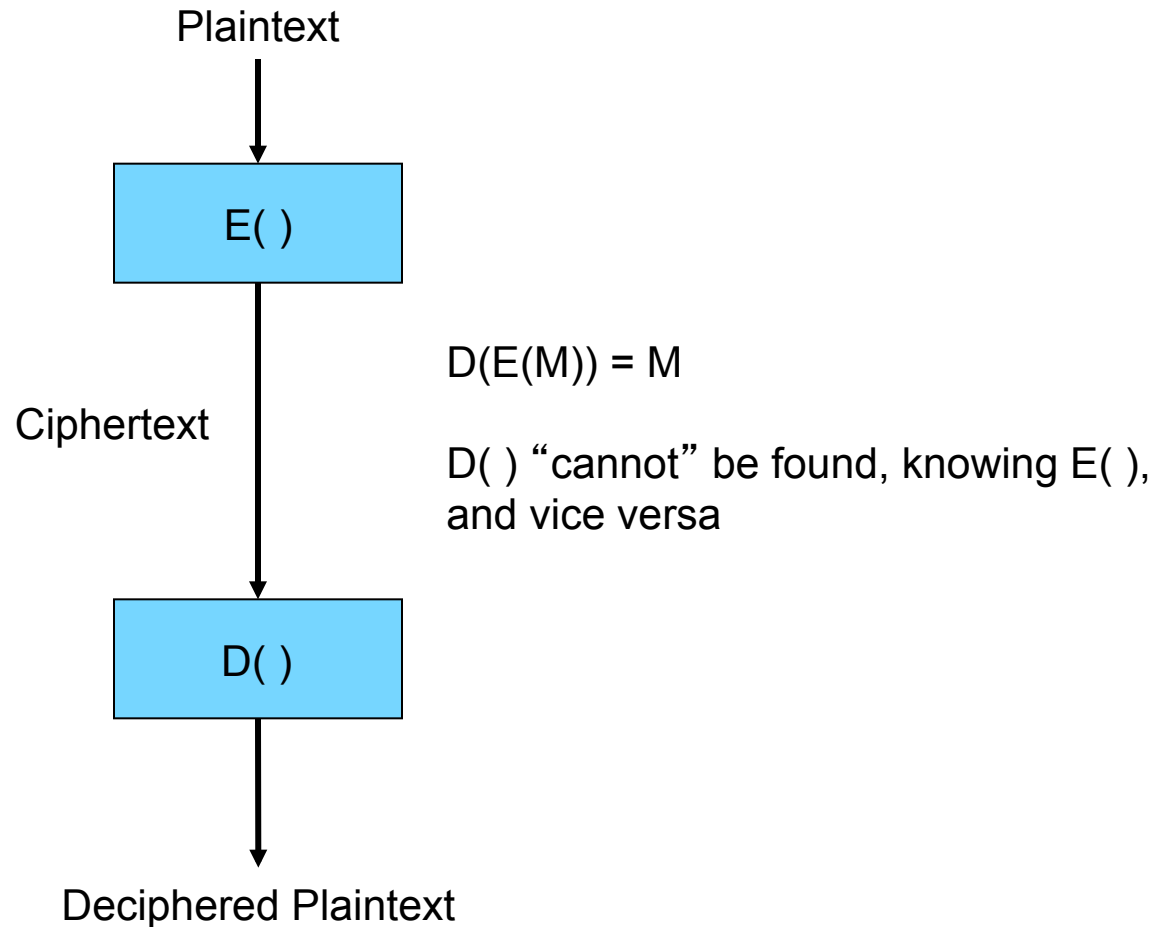 Plaintext
E( )
D(E(M)) = M
Ciphertext
D( ) “cannot” be found, knowing E( ),
and vice versa
D( )
Deciphered Plaintext